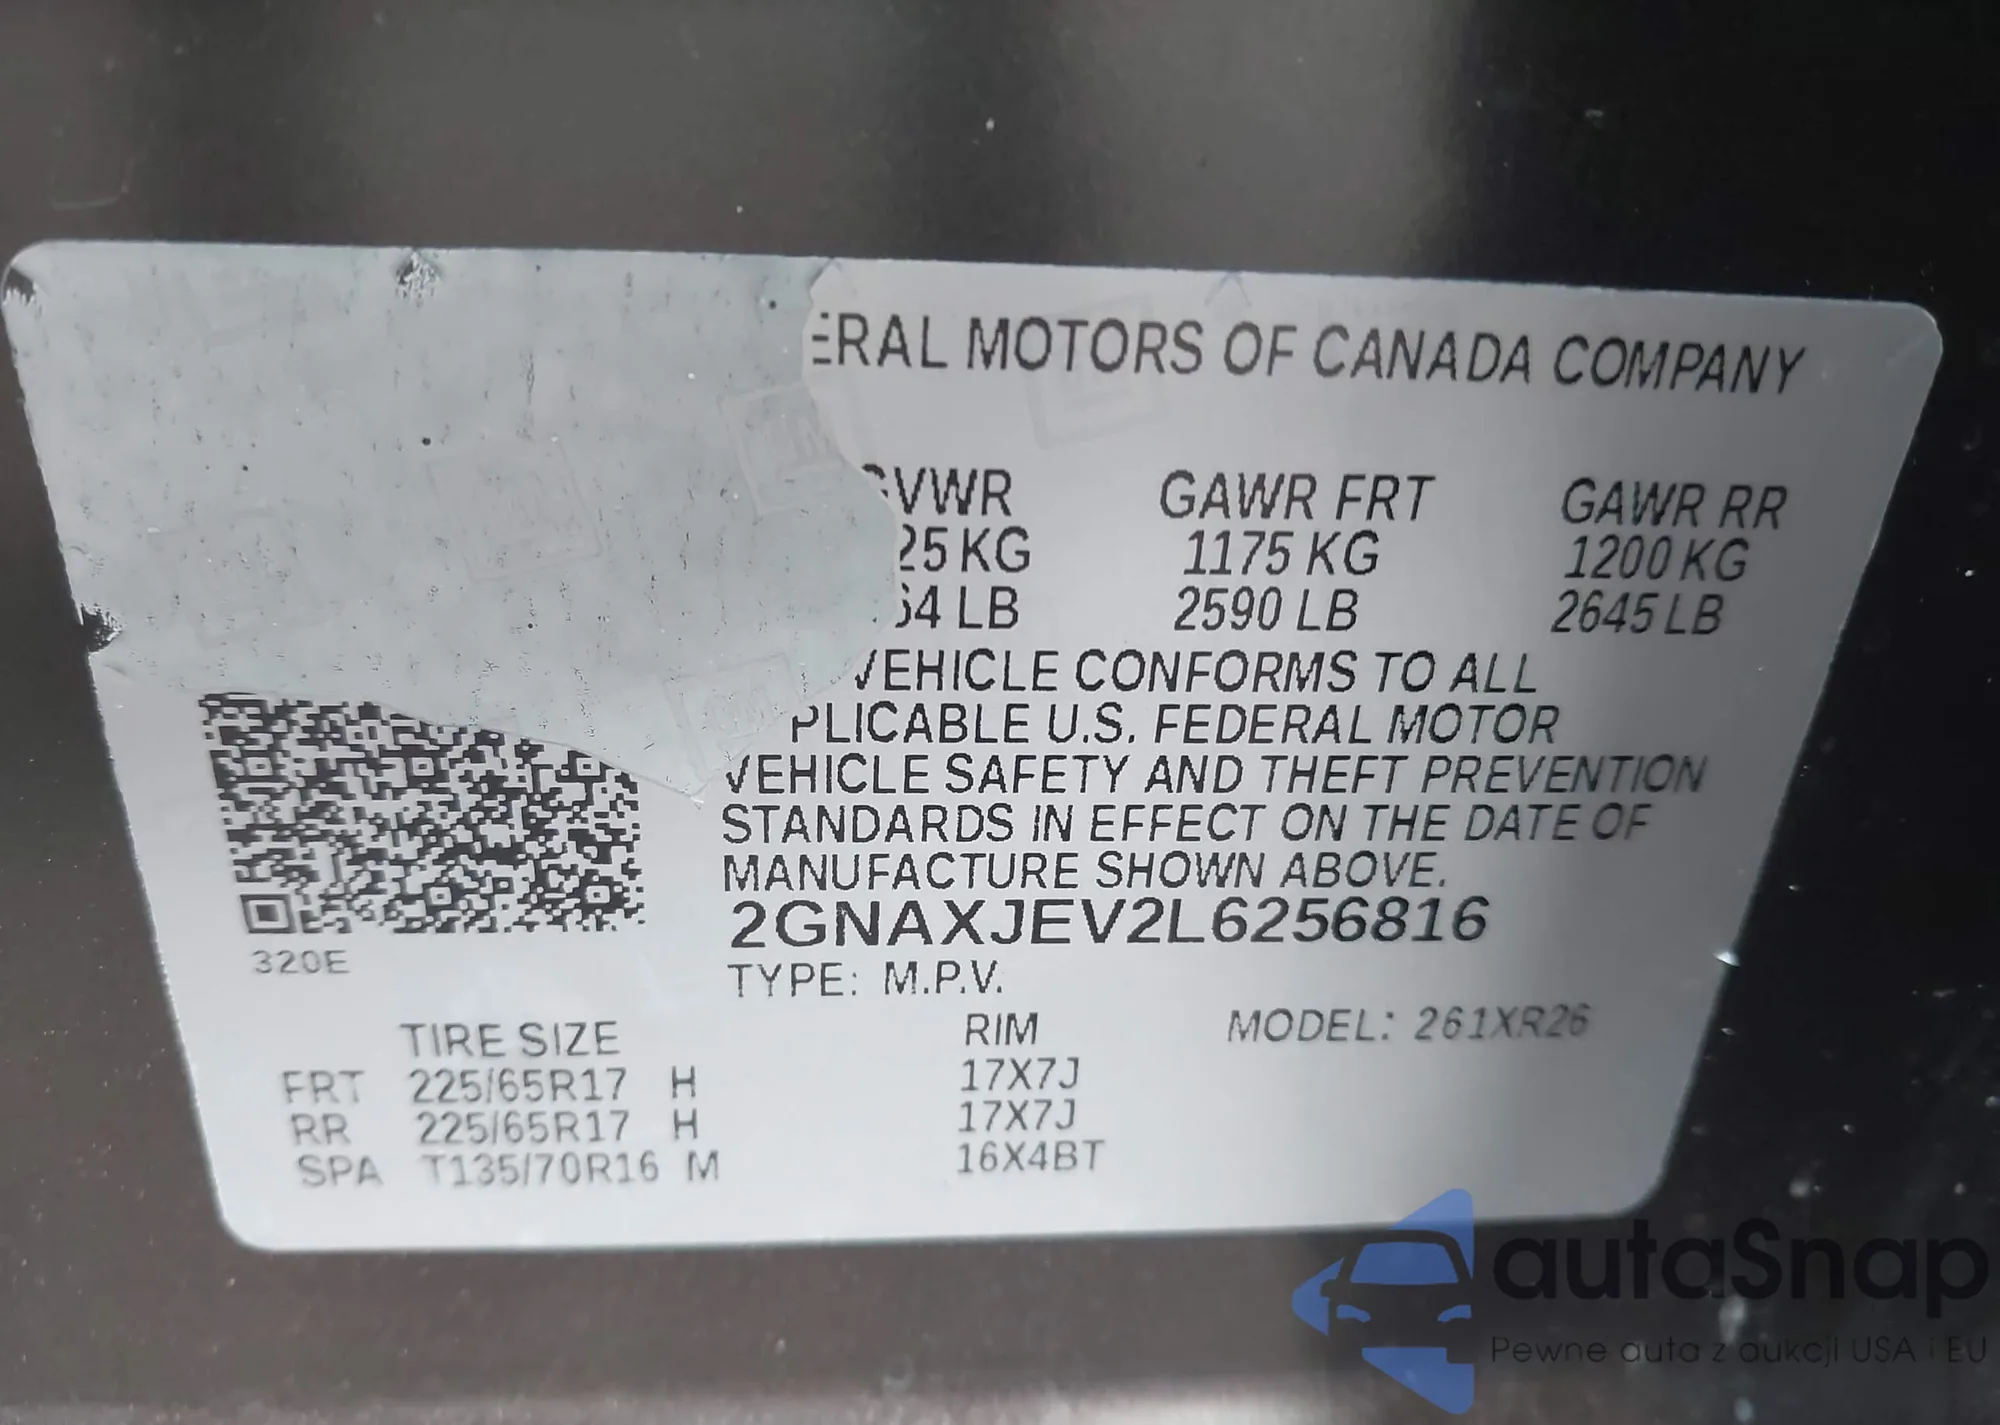 ERAL MOTORS OF CANADA COMPANY
GVWR GAWR FRT GAWR RR
25 KG 1175 KG 1200 KG
64 LB 2590 LB 2645 LB
VEHICLE CONFORMS TO ALL
PLICABLE U.S. FEDERAL MOTOR
VEHICLE SAFETY AND THEFT PREVENTION
STANDARDS IN EFFECT ON THE DATE OF
MANUFACTURE SHOWN ABOVE.
2GNAXJEV2L6256816
320E
TYPE: M.P.V.
TIRE SIZE RIM MODEL: 261XR26
FRT 225/65R17 H 17X7J
RR 225/65R17 H 17X7J
SPA T135/70R16 M 16X4BT
autaSnap
Pewne auta z aukcji USA i EU